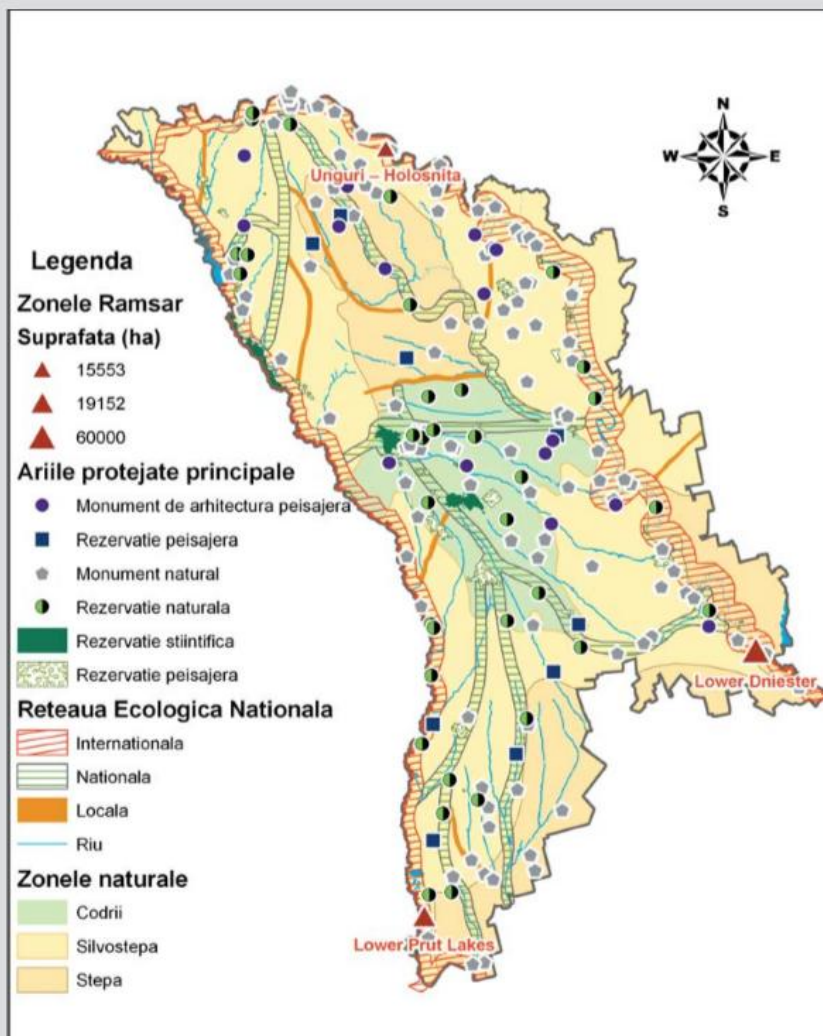 N
W
E
S
Unguri – Holosnita
Legenda
Zonele Ramsar
Suprafata (ha)
15553
19152
60000
Ariile protejate principale
Monument de arhitectura peisajera
Rezervatie peisajera
Monument natural
Rezervatie naturala
Rezervatie stiintifica
Rezervatie peisajera
Reteaua Ecologica Nationala
Internationala
Nationala
Locala
Riu
Zonele naturale
Codrii
Silvostepa
Stepa
Lower Dniester
Lower Prut Lakes